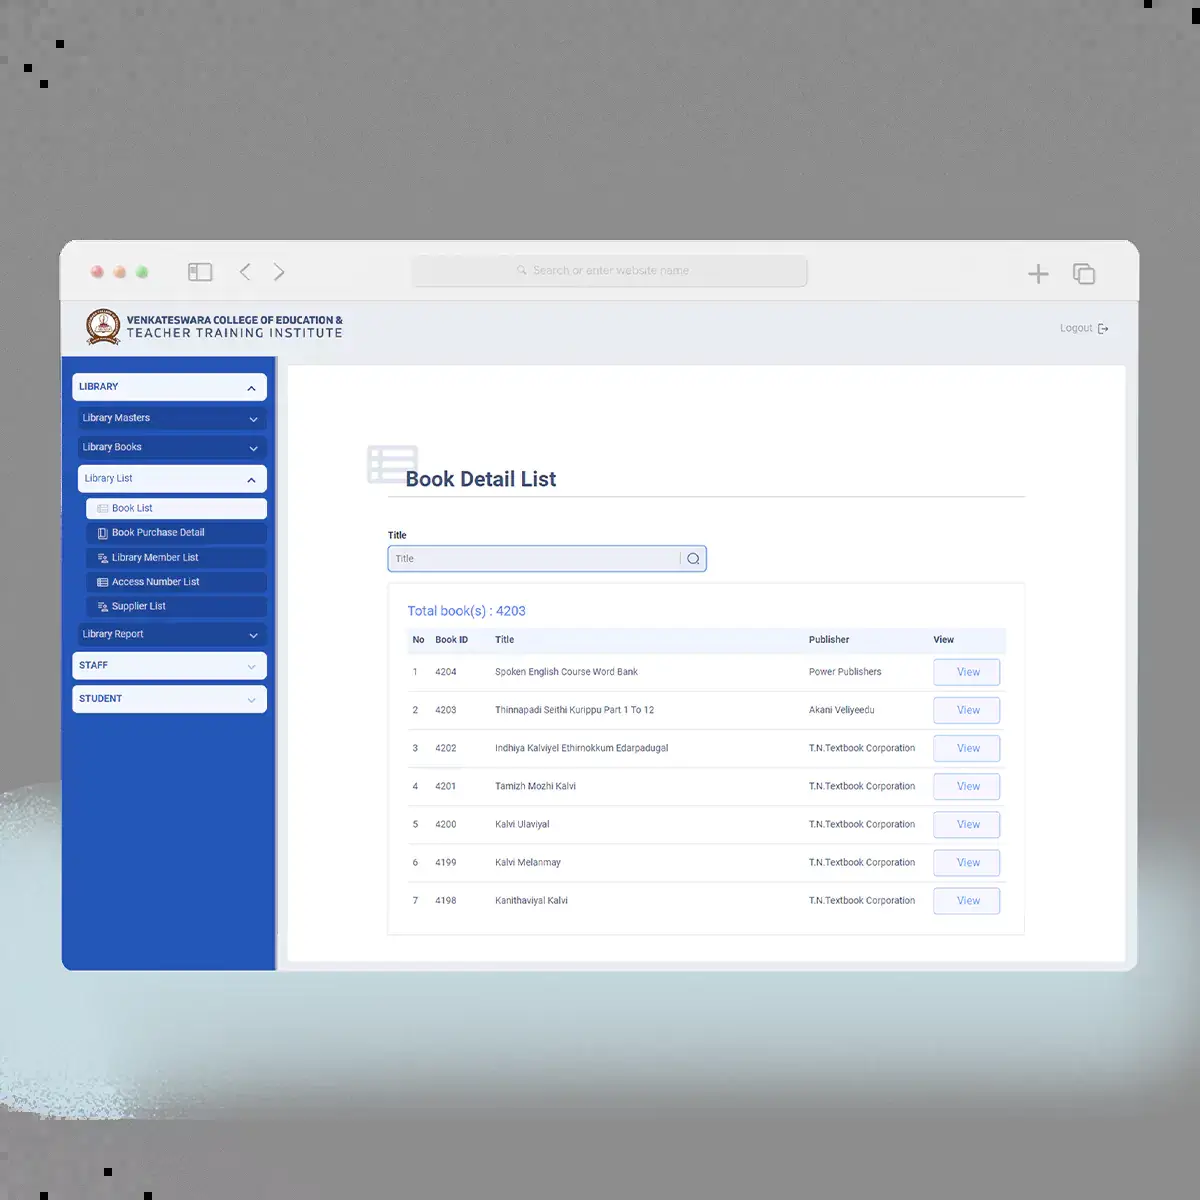 Search or enter website name
VENKATESWARA COLLEGE OF EDUCATION &
TEACHER TRAINING INSTITUTE
Logout
LIBRARY
Library Masters
Library Books
Library List
Book List
Book Purchase Detail
Library Member List
Access Number List
Supplier List
Library Report
STAFF
STUDENT
Book Detail List
Title
Title
Total book(s) : 4203
No Book ID Title Publisher View
1 4204 Spoken English Course Word Bank Power Publishers View
2 4203 Thinnapadi Seithi Kurippu Part 1 To 12 Akani Veliyeedu View
3 4202 Indhiya Kalviyel Ethirnokkum Edarpadugal T.N.Textbook Corporation View
4 4201 Tamizh Mozhi Kalvi T.N.Textbook Corporation View
5 4200 Kalvi Ulaviyal T.N.Textbook Corporation View
6 4199 Kalvi Melanmay T.N.Textbook Corporation View
7 4198 Kanithaviyal Kalvi T.N.Textbook Corporation View